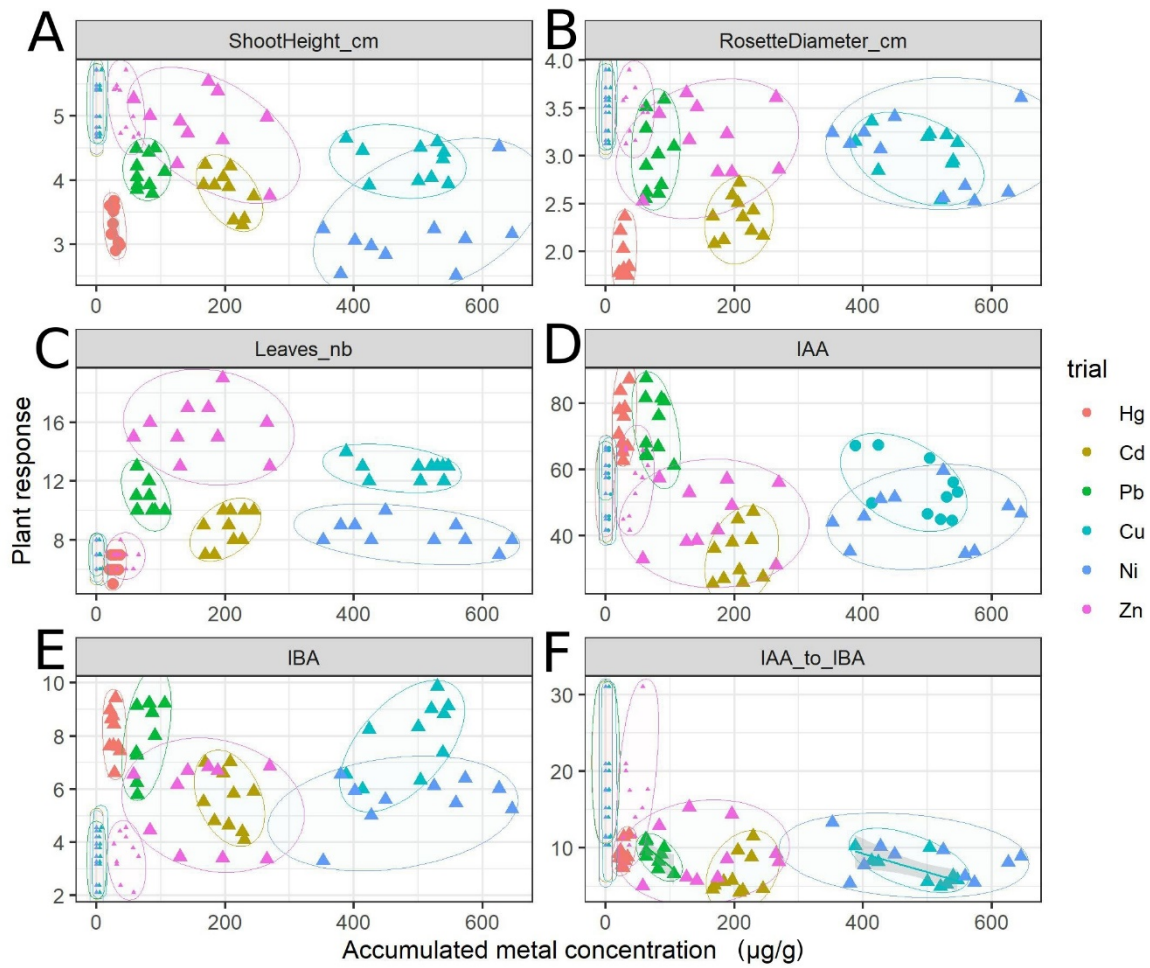 A
ShootHeight_cm
5
4
3
0
200
400
600
B
RosetteDiameter_cm
4.0
3.5
3.0
2.5
2.0
0
200
400
600
C
Leaves_nb
16
12
8
0
200
400
600
D
IAA
80
60
40
0
200
400
600
E
IBA
10
8
6
4
2
0
200
400
600
F
IAA_to_IBA
30
20
10
0
200
400
600
Plant response
Accumulated metal concentration (µg/g)
trial
Hg
Cd
Pb
Cu
Ni
Zn